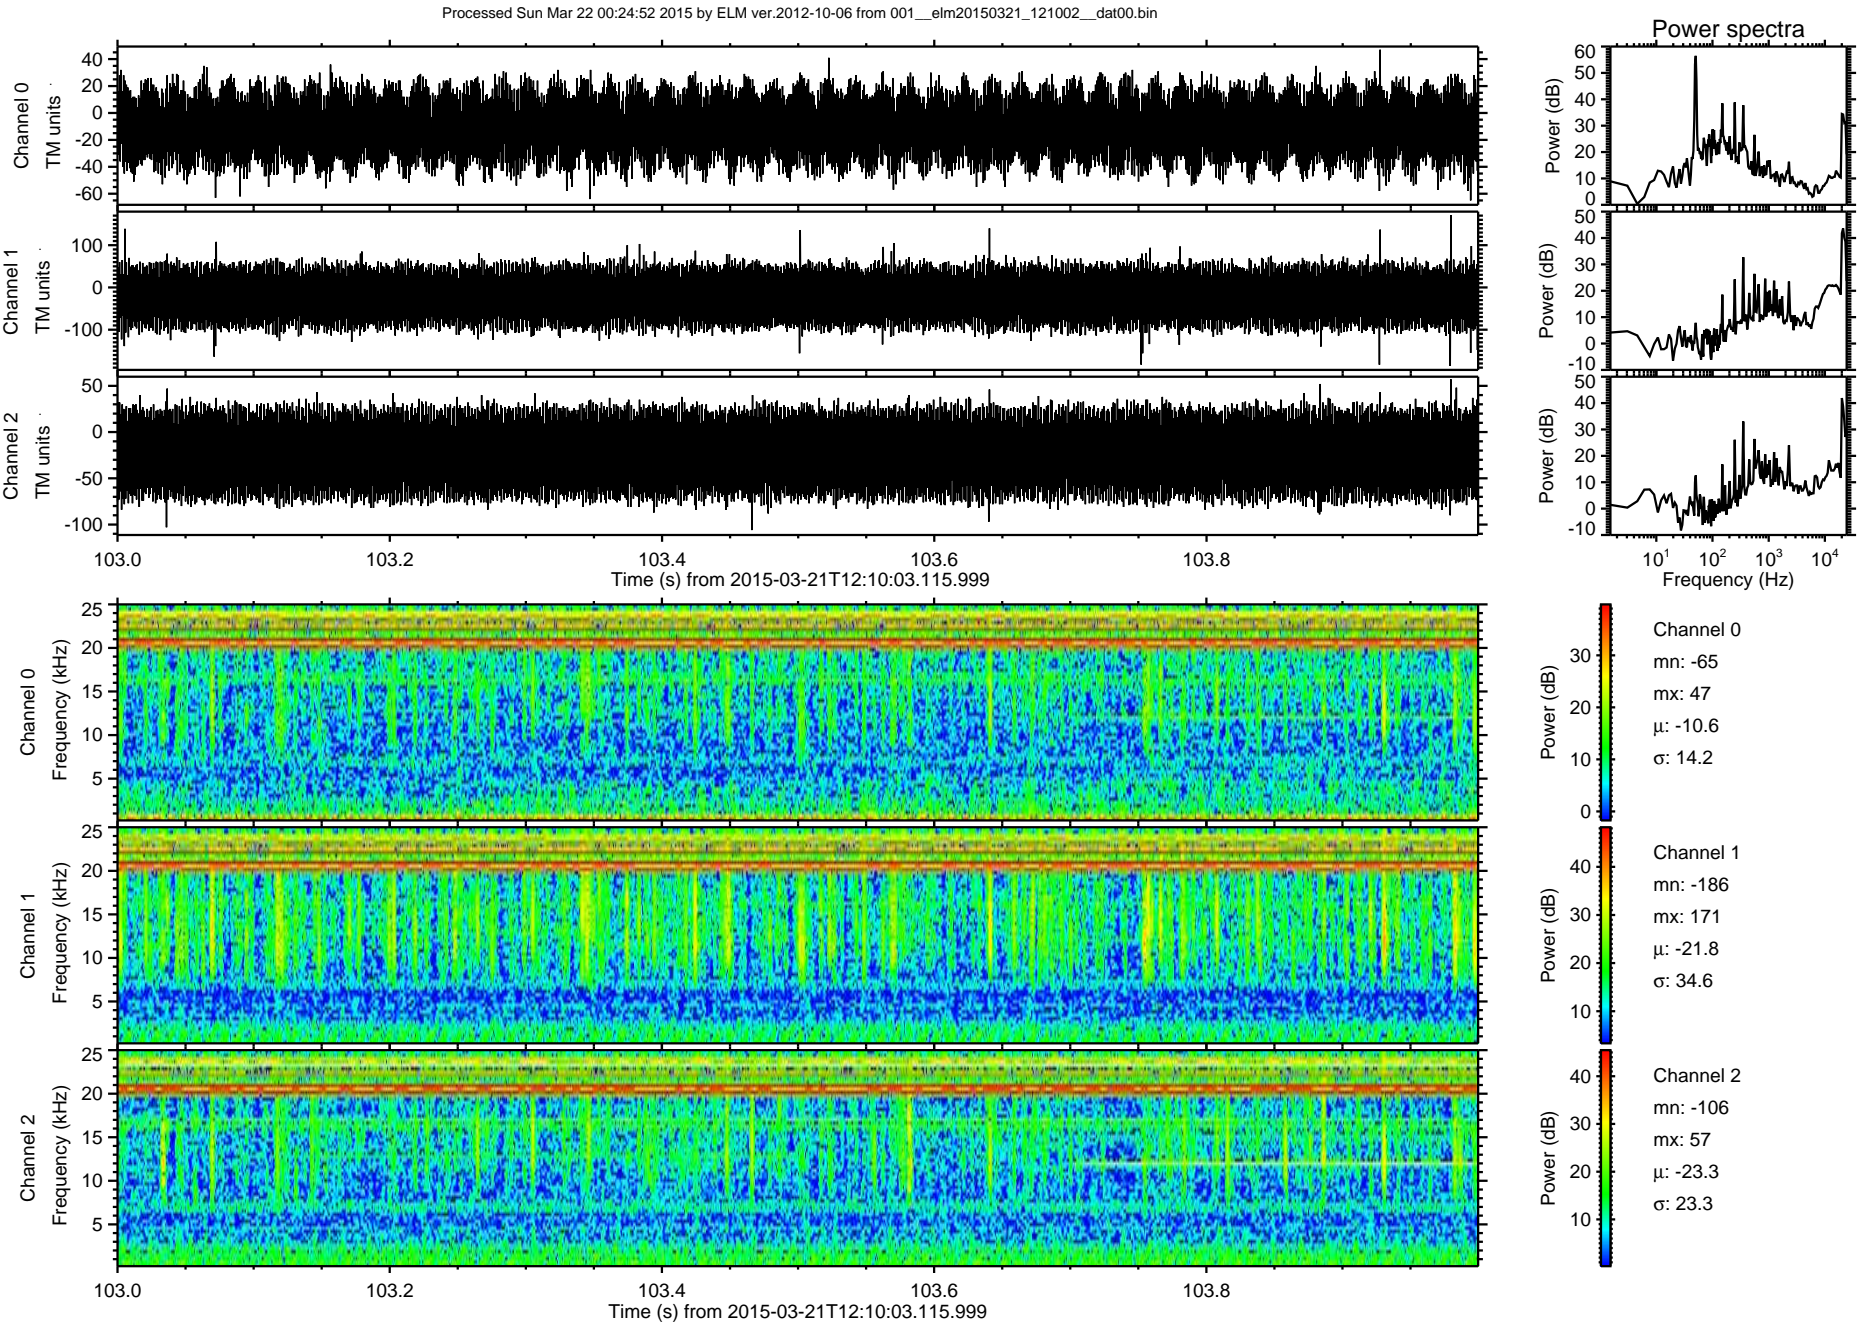 Processed Sun Mar 22 00:24:52 2015 by ELM ver.2012-10-06 from 001__elm20150321_121002__dat00.bin
Power spectra
Channel 0
TM units
40
20
0
-20
-40
-60
Power (dB)
60
50
40
30
20
10
0
Channel 1
TM units
100
0
-100
Power (dB)
50
40
30
20
10
0
-10
Channel 2
TM units
50
0
-50
-100
Power (dB)
50
40
30
20
10
0
-10
103.0 103.2 103.4 103.6 103.8
Time (s) from 2015-03-21T12:10:03.115.999
10^1 10^2 10^3 10^4
Frequency (Hz)
Channel 0
Frequency (kHz)
25
20
15
10
5
Power (dB)
30
20
10
0
Channel 0
mn: -65
mx: 47
μ: -10.6
σ: 14.2
Channel 1
Frequency (kHz)
25
20
15
10
5
Power (dB)
40
30
20
10
Channel 1
mn: -186
mx: 171
μ: -21.8
σ: 34.6
Channel 2
Frequency (kHz)
25
20
15
10
5
Power (dB)
40
30
20
10
Channel 2
mn: -106
mx: 57
μ: -23.3
σ: 23.3
103.0 103.2 103.4 103.6 103.8
Time (s) from 2015-03-21T12:10:03.115.999